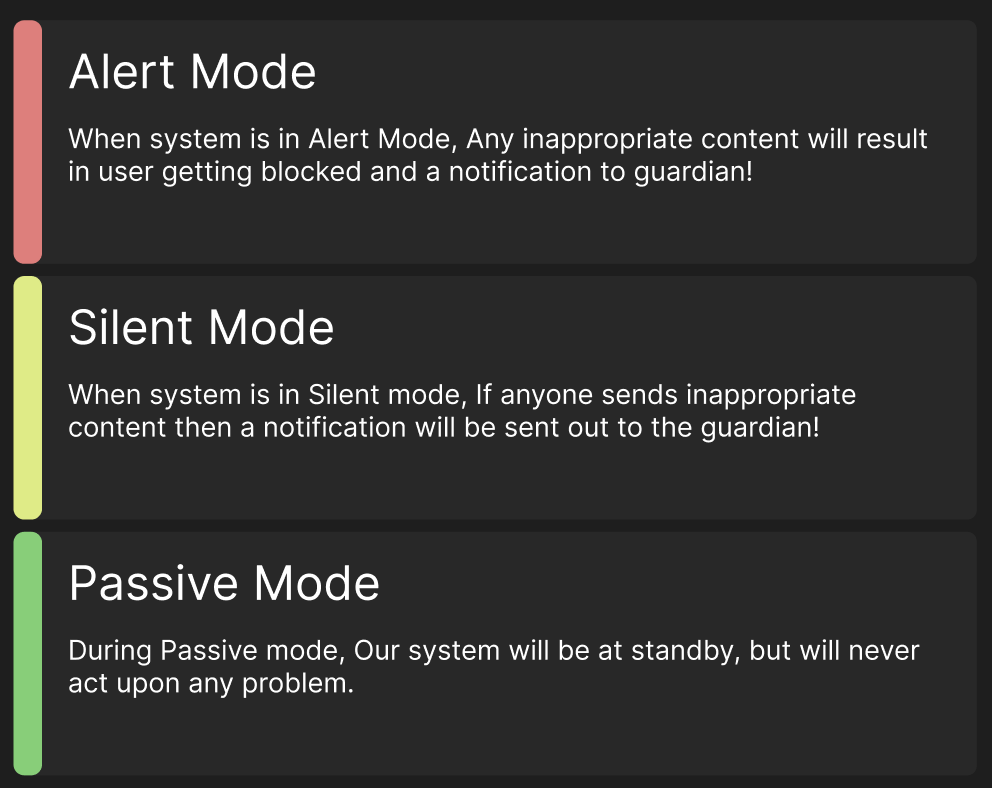 Alert Mode
When system is in Alert Mode, Any inappropriate content will result
in user getting blocked and a notification to guardian!
Silent Mode
When system is in Silent mode, If anyone sends inappropriate
content then a notification will be sent out to the guardian!
Passive Mode
During Passive mode, Our system will be at standby, but will never
act upon any problem.